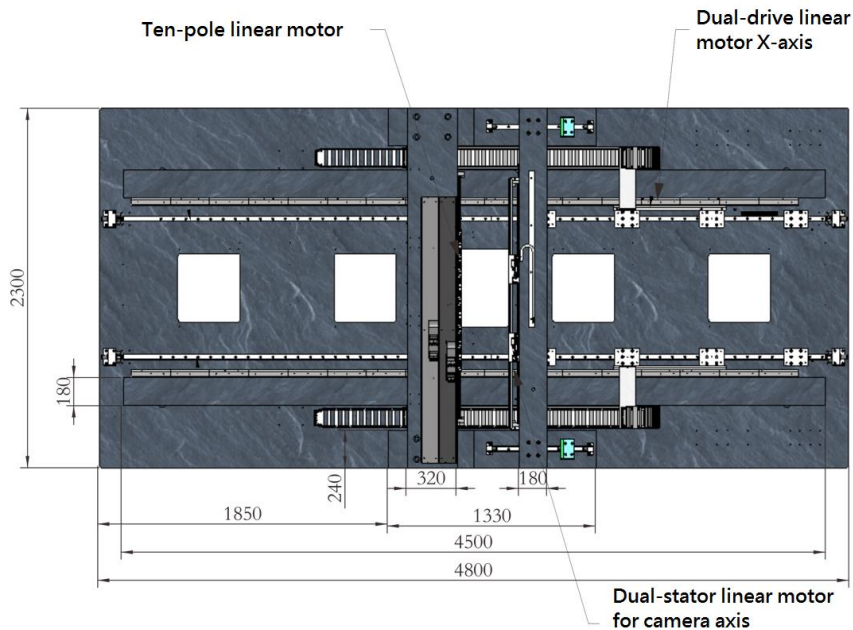 Ten-pole linear motor
Dual-drive linear
motor X-axis
2300
180
240
320
180
1850
1330
4500
4800
Dual-stator linear motor
for camera axis